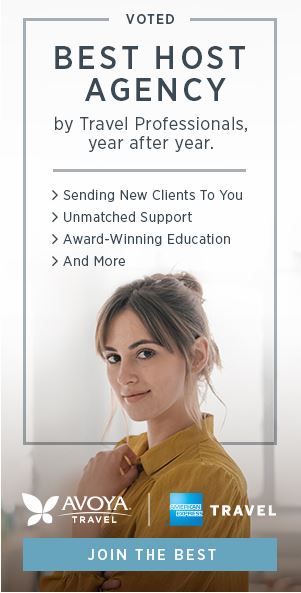 VOTED
BEST HOST
AGENCY
by Travel Professionals,
year after year.
> Sending New Clients To You
> Unmatched Support
> Award-Winning Education
> And More
AVOYA
TRAVEL
AMERICAN
EXPRESS
TRAVEL
JOIN THE BEST